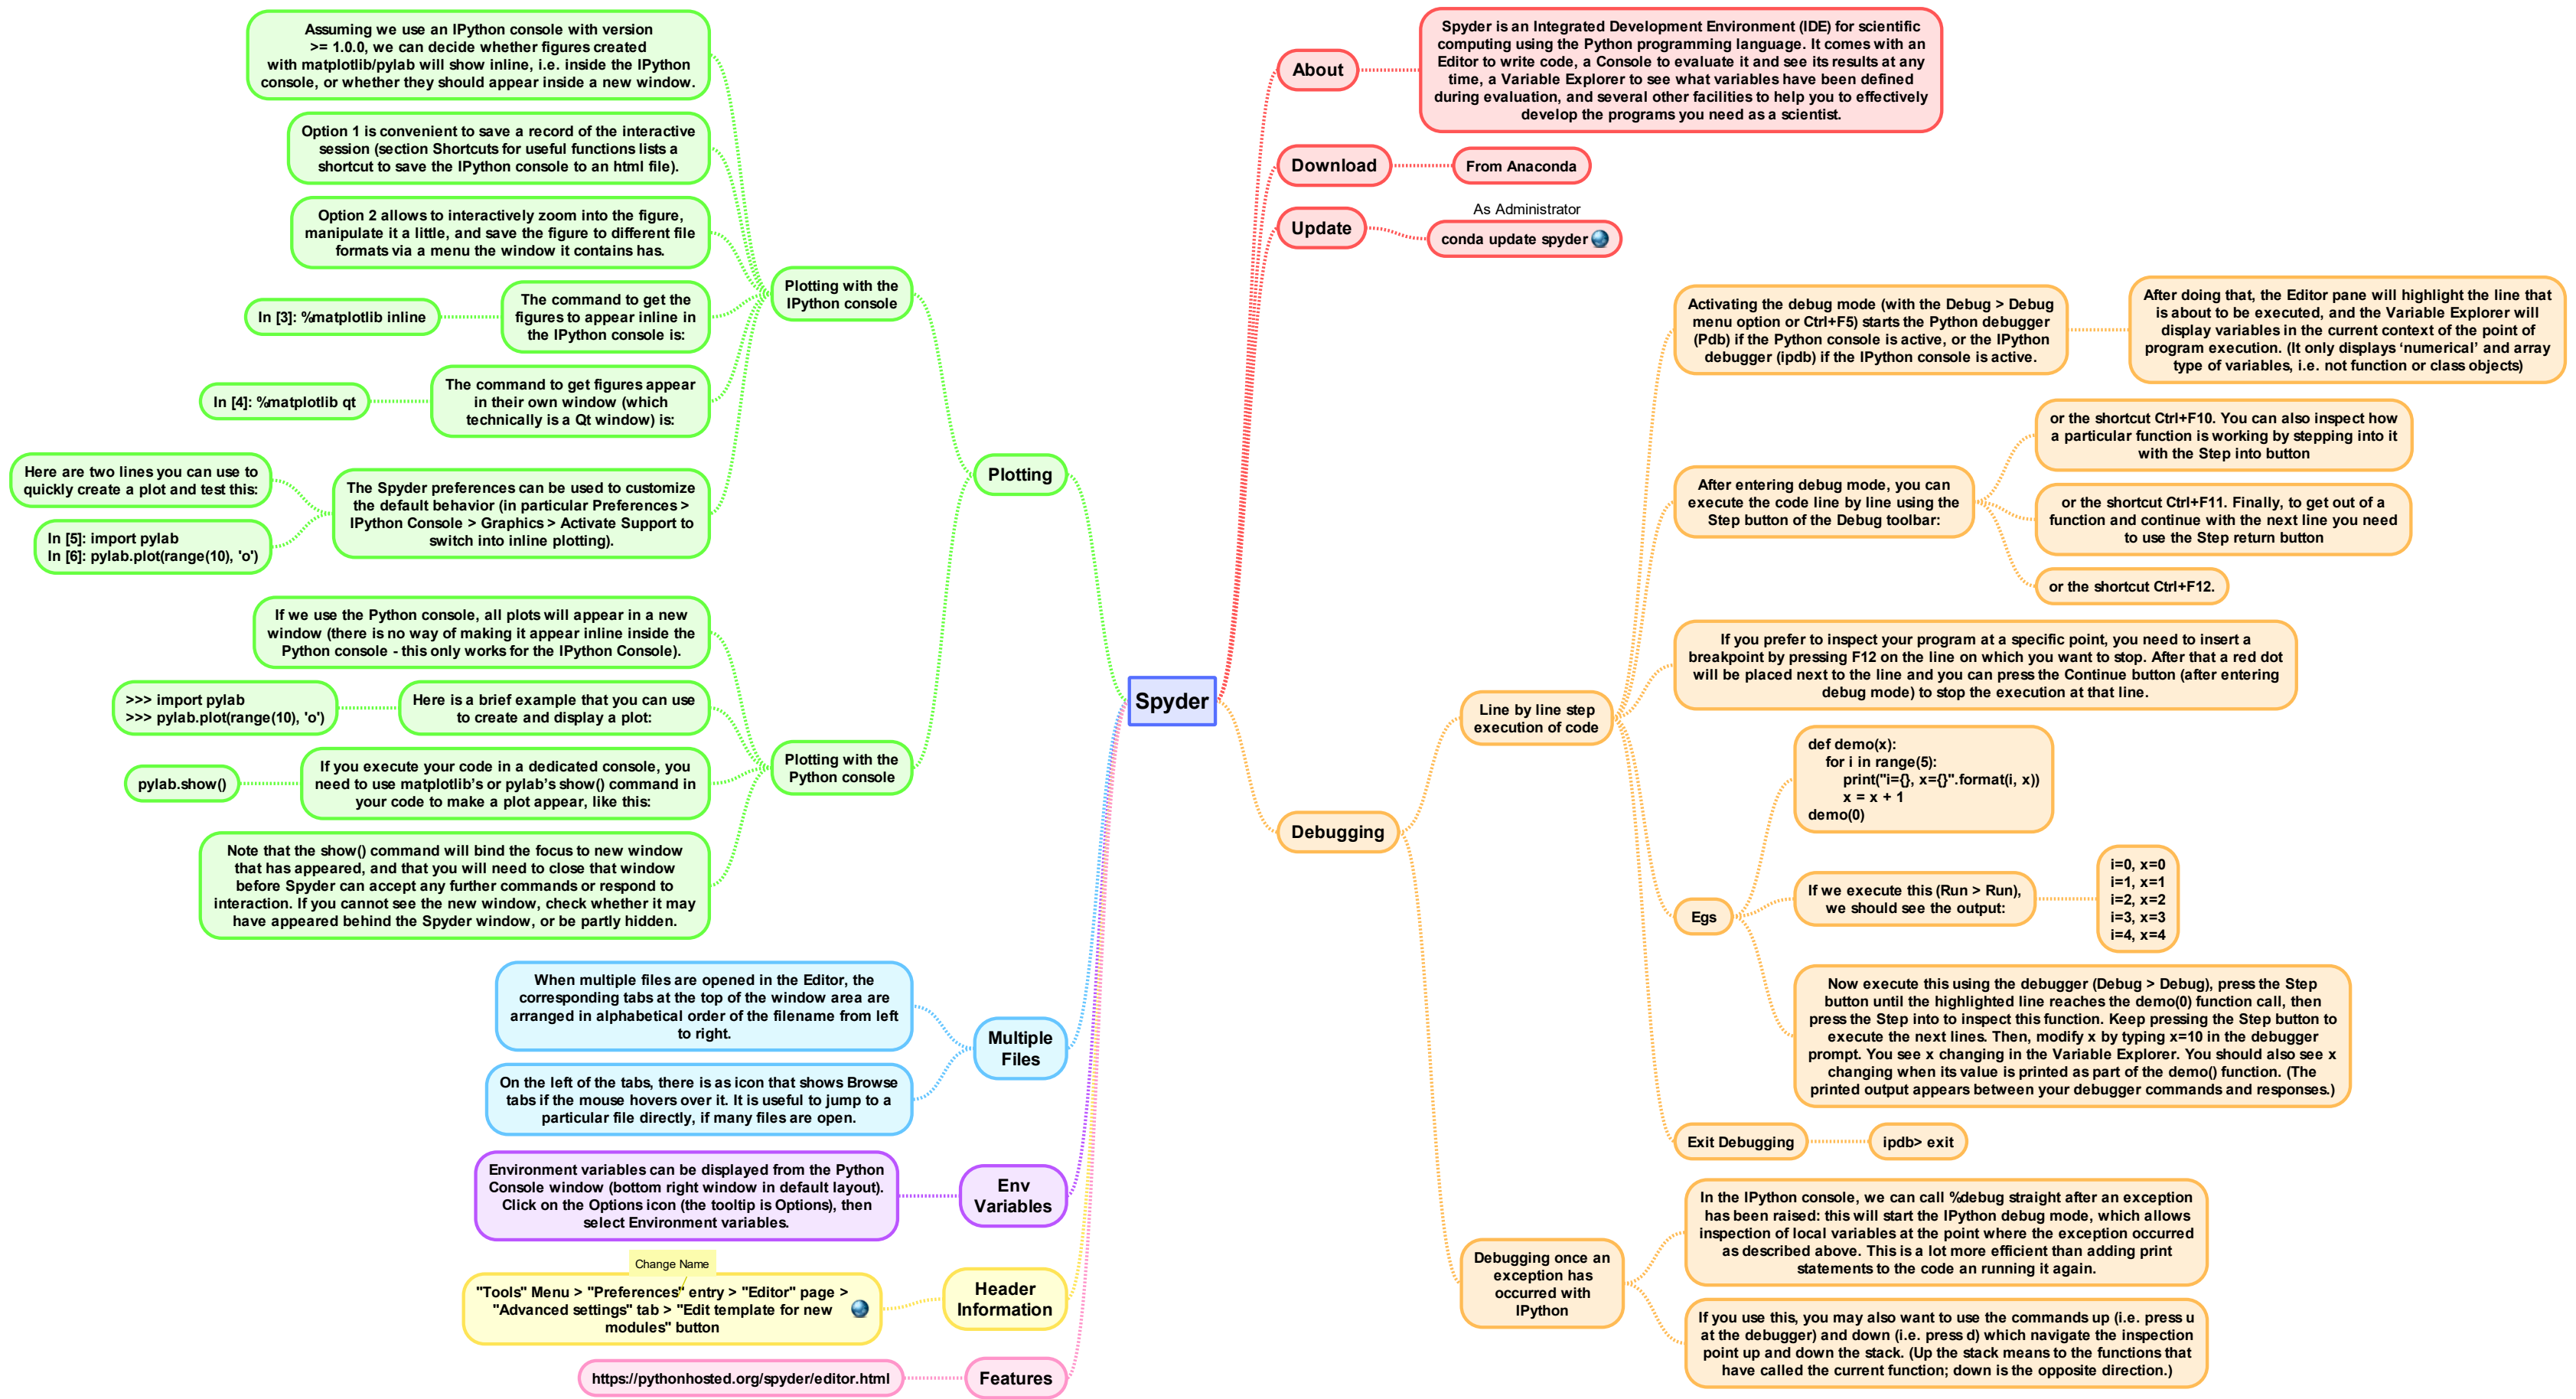 Spyder
About
Spyder is an Integrated Development Environment (IDE) for scientific
computing using the Python programming language. It comes with an
Editor to write code, a Console to evaluate it and see its results at any
time, a Variable Explorer to see what variables have been defined
during evaluation, and several other facilities to help you to effectively
develop the programs you need as a scientist.
Download
From Anaconda
Update
As Administrator
conda update spyder
Debugging
Line by line step
execution of code
Activating the debug mode (with the Debug > Debug
menu option or Ctrl+F5) starts the Python debugger
(Pdb) if the Python console is active, or the IPython
debugger (ipdb) if the IPython console is active.
After doing that, the Editor pane will highlight the line that
is about to be executed, and the Variable Explorer will
display variables in the current context of the point of
program execution. (It only displays ‘numerical’ and array
type of variables, i.e. not function or class objects)
After entering debug mode, you can
execute the code line by line using the
Step button of the Debug toolbar:
or the shortcut Ctrl+F10. You can also inspect how
a particular function is working by stepping into it
with the Step into button
or the shortcut Ctrl+F11. Finally, to get out of a
function and continue with the next line you need
to use the Step return button
or the shortcut Ctrl+F12.
If you prefer to inspect your program at a specific point, you need to insert a
breakpoint by pressing F12 on the line on which you want to stop. After that a red dot
will be placed next to the line and you can press the Continue button (after entering
debug mode) to stop the execution at that line.
Egs
def demo(x):
    for i in range(5):
        print("i={}, x={}".format(i, x))
        x = x + 1
demo(0)
If we execute this (Run > Run),
we should see the output:
i=0, x=0
i=1, x=1
i=2, x=2
i=3, x=3
i=4, x=4
Now execute this using the debugger (Debug > Debug), press the Step
button until the highlighted line reaches the demo(0) function call, then
press the Step into to inspect this function. Keep pressing the Step button to
execute the next lines. Then, modify x by typing x=10 in the debugger
prompt. You see x changing in the Variable Explorer. You should also see x
changing when its value is printed as part of the demo() function. (The
printed output appears between your debugger commands and responses.)
Exit Debugging
ipdb> exit
Debugging once an
exception has
occurred with
IPython
In the IPython console, we can call %debug straight after an exception
has been raised: this will start the IPython debug mode, which allows
inspection of local variables at the point where the exception occurred
as described above. This is a lot more efficient than adding print
statements to the code an running it again.
If you use this, you may also want to use the commands up (i.e. press u
at the debugger) and down (i.e. press d) which navigate the inspection
point up and down the stack. (Up the stack means to the functions that
have called the current function; down is the opposite direction.)
Plotting
Plotting with the
IPython console
Assuming we use an IPython console with version
>= 1.0.0, we can decide whether figures created
with matplotlib/pylab will show inline, i.e. inside the IPython
console, or whether they should appear inside a new window.
Option 1 is convenient to save a record of the interactive
session (section Shortcuts for useful functions lists a
shortcut to save the IPython console to an html file).
Option 2 allows to interactively zoom into the figure,
manipulate it a little, and save the figure to different file
formats via a menu the window it contains has.
The command to get the
figures to appear inline in
the IPython console is:
In [3]: %matplotlib inline
The command to get figures appear
in their own window (which
technically is a Qt window) is:
In [4]: %matplotlib qt
The Spyder preferences can be used to customize
the default behavior (in particular Preferences >
IPython Console > Graphics > Activate Support to
switch into inline plotting).
Here are two lines you can use to
quickly create a plot and test this:
In [5]: import pylab
In [6]: pylab.plot(range(10), 'o')
Plotting with the
Python console
If we use the Python console, all plots will appear in a new
window (there is no way of making it appear inline inside the
Python console - this only works for the IPython Console).
Here is a brief example that you can use
to create and display a plot:
>>> import pylab
>>> pylab.plot(range(10), 'o')
If you execute your code in a dedicated console, you
need to use matplotlib’s or pylab’s show() command in
your code to make a plot appear, like this:
pylab.show()
Note that the show() command will bind the focus to new window
that has appeared, and that you will need to close that window
before Spyder can accept any further commands or respond to
interaction. If you cannot see the new window, check whether it may
have appeared behind the Spyder window, or be partly hidden.
Multiple
Files
When multiple files are opened in the Editor, the
corresponding tabs at the top of the window area are
arranged in alphabetical order of the filename from left
to right.
On the left of the tabs, there is as icon that shows Browse
tabs if the mouse hovers over it. It is useful to jump to a
particular file directly, if many files are open.
Env
Variables
Environment variables can be displayed from the Python
Console window (bottom right window in default layout).
Click on the Options icon (the tooltip is Options), then
select Environment variables.
Header
Information
Change Name
"Tools" Menu > "Preferences" entry > "Editor" page >
"Advanced settings" tab > "Edit template for new
modules" button
Features
https://pythonhosted.org/spyder/editor.html